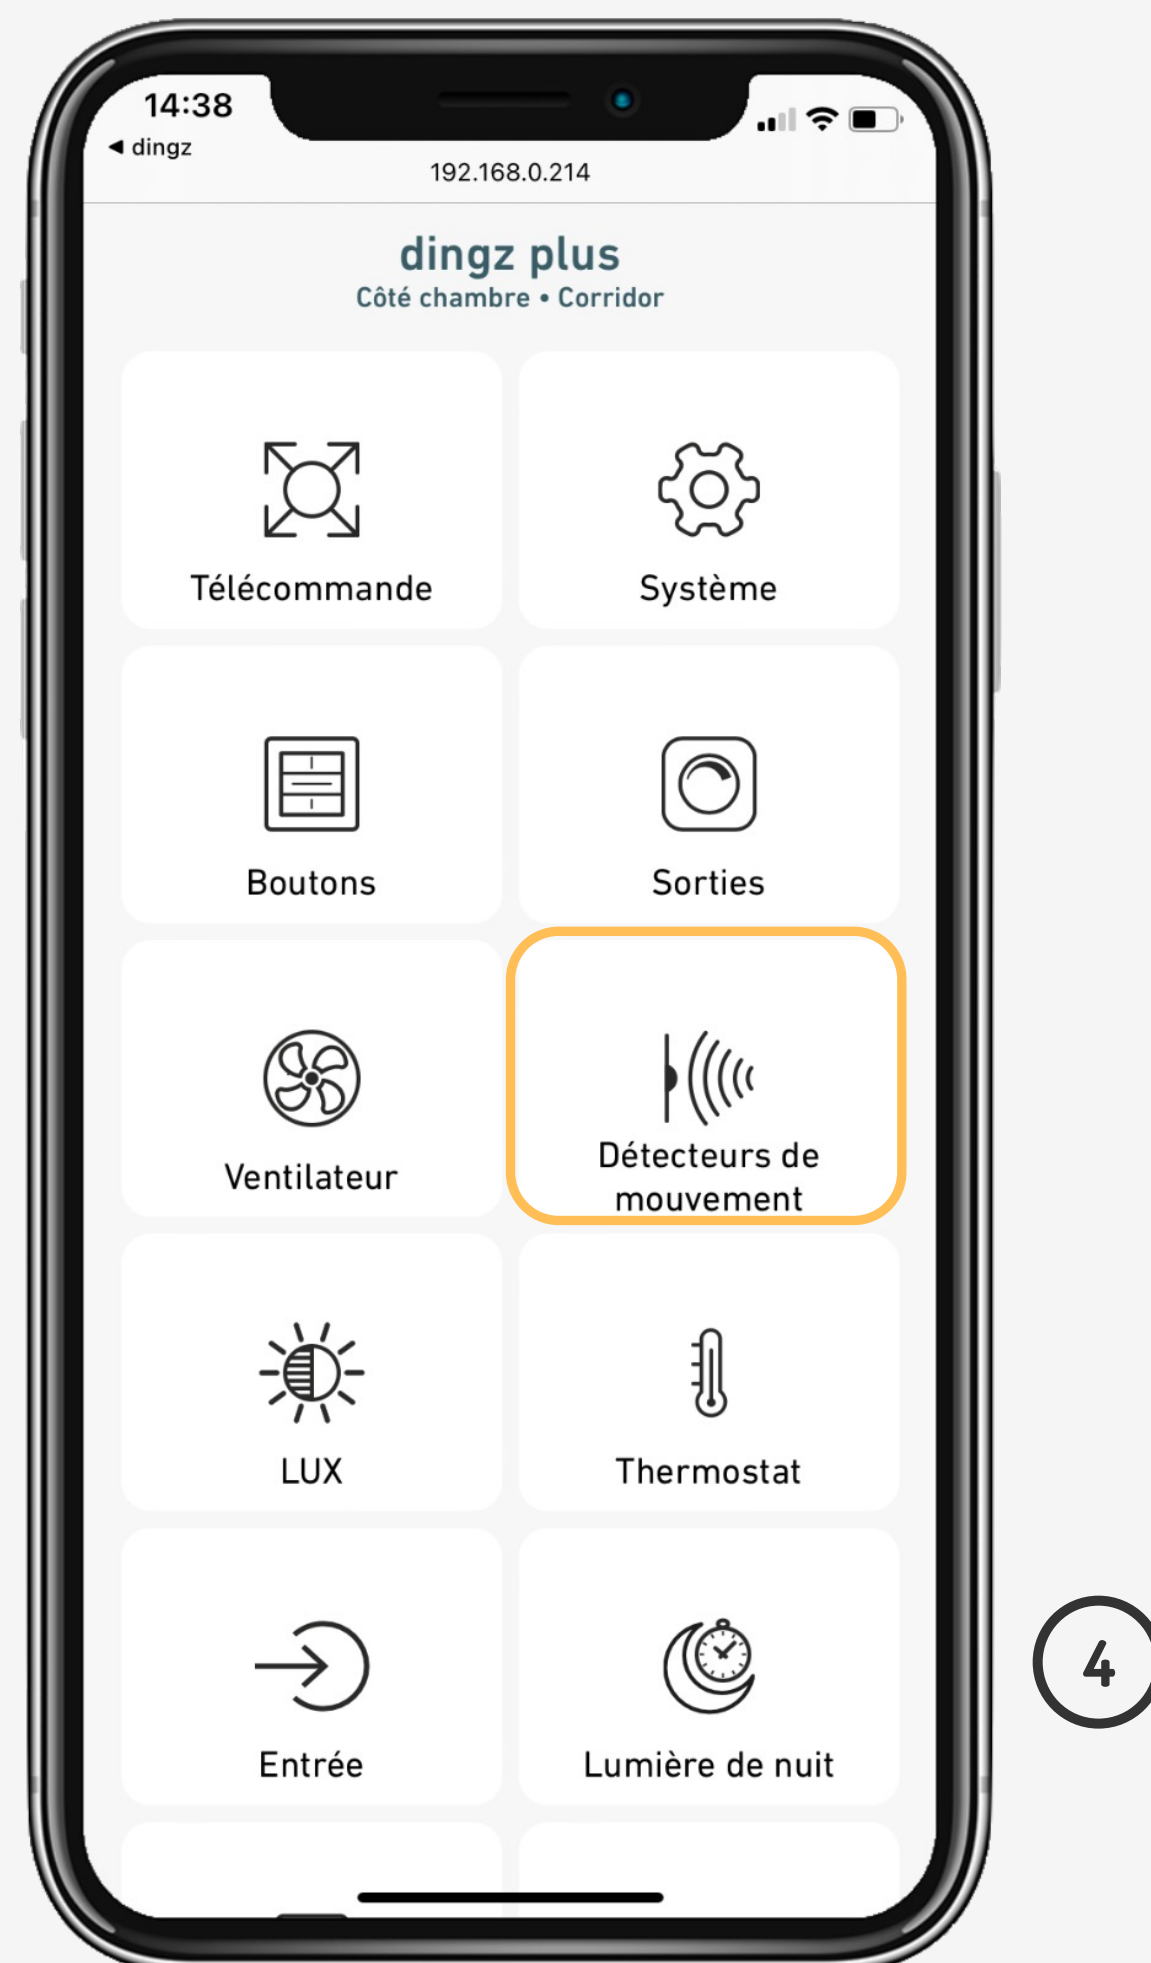 14:38
◀ dingz
192.168.0.214
dingz plus
Côté chambre • Corridor
Télécommande
Système
Boutons
Sorties
Ventilateur
Détecteurs de
mouvement
LUX
Thermostat
Entrée
Lumière de nuit
4